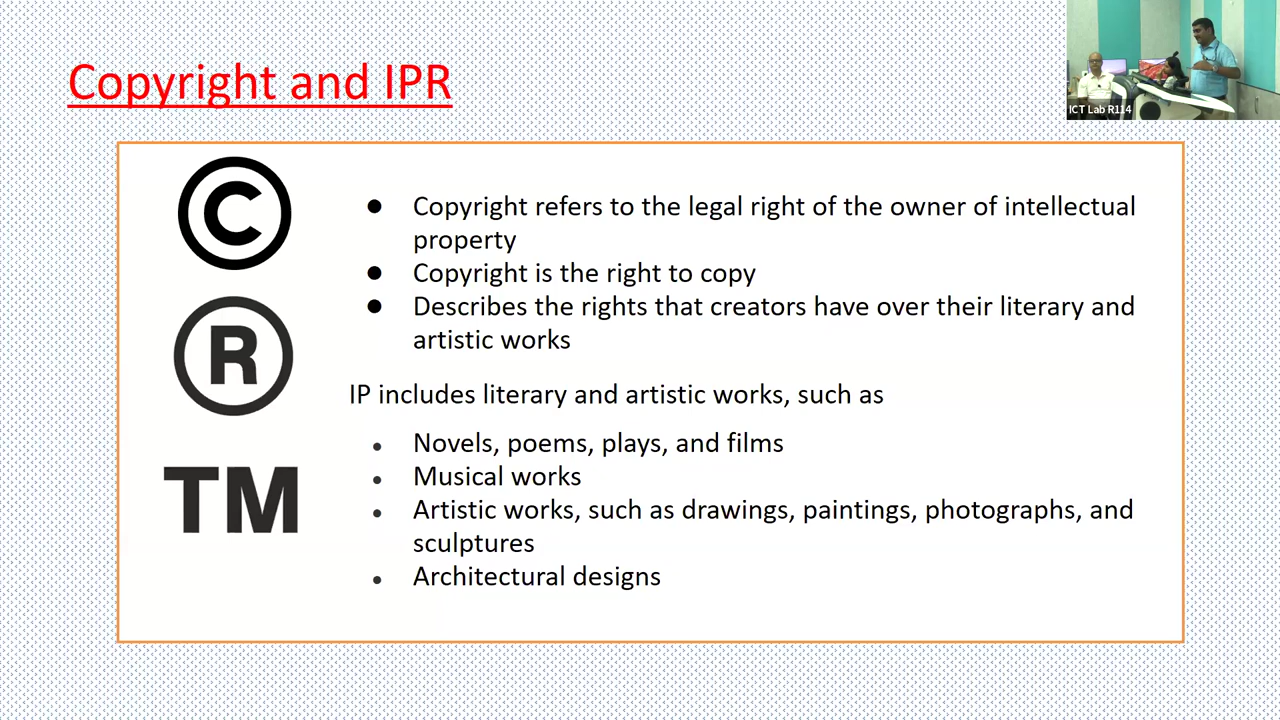 Copyright and IPR
ICT Lab R114
©
● Copyright refers to the legal right of the owner of intellectual
property
● Copyright is the right to copy
● Describes the rights that creators have over their literary and
artistic works
®
IP includes literary and artistic works, such as
• Novels, poems, plays, and films
• Musical works
• Artistic works, such as drawings, paintings, photographs, and
sculptures
• Architectural designs
TM